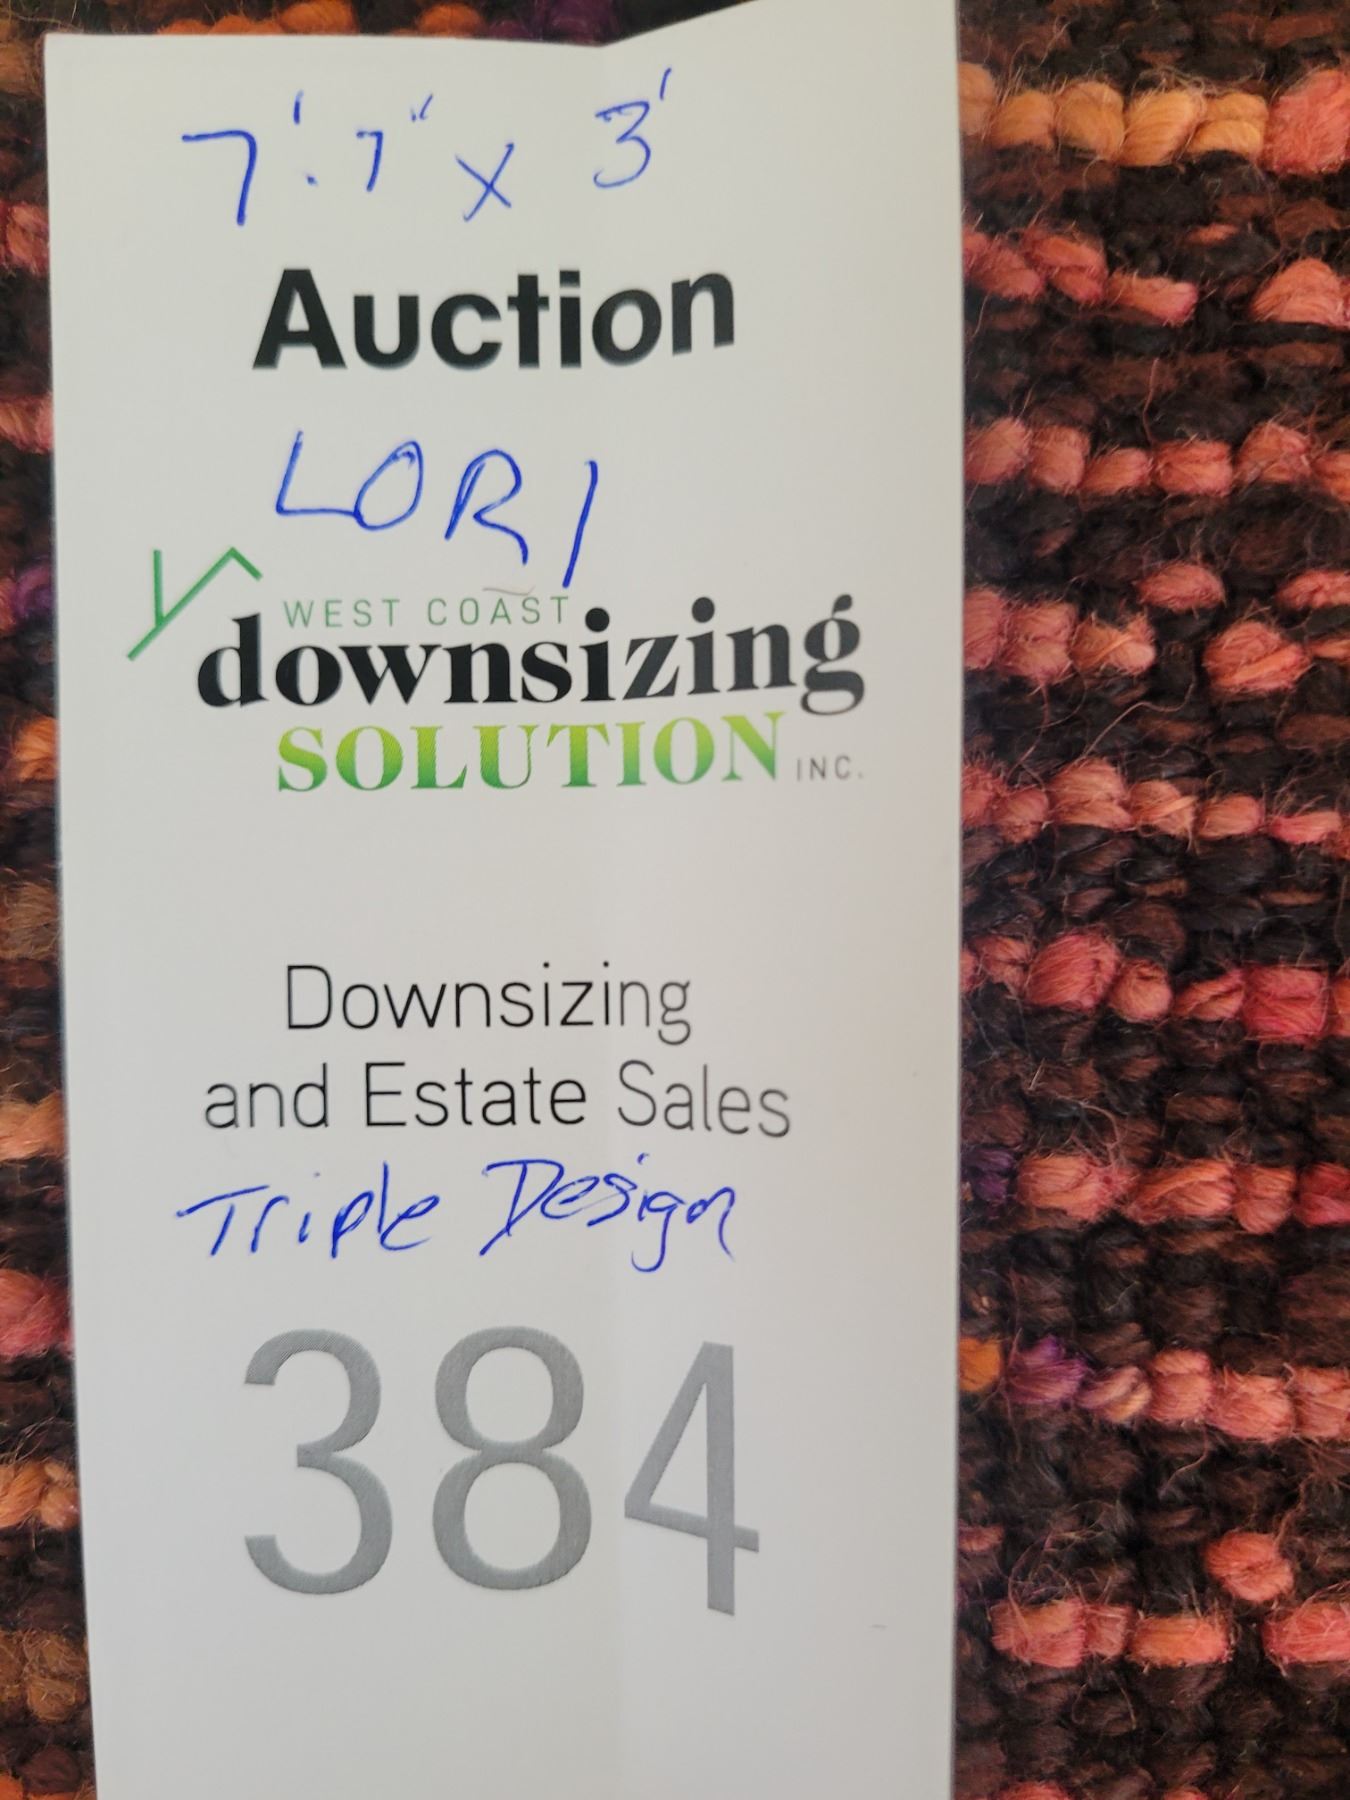 7'.7" x 3'
Auction
LORI
WEST COAST
downsizing
SOLUTION INC.
Downsizing
and Estate Sales
Triple Design
384